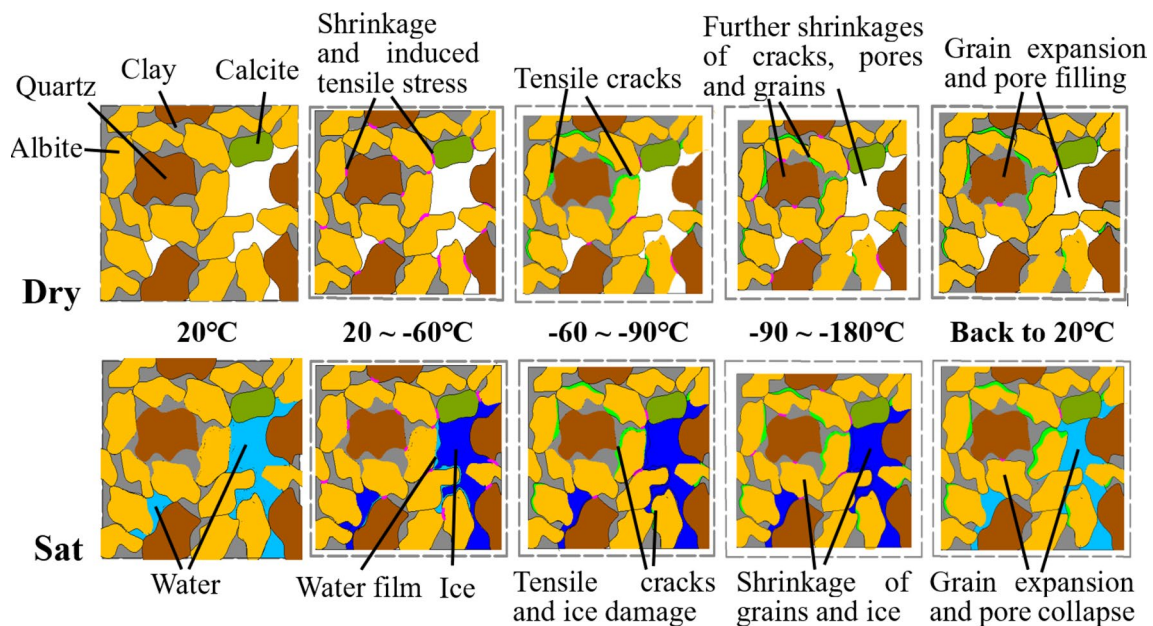 Shrinkage
and induced
tensile stress
Further shrinkages
of cracks, pores
and grains
Grain expansion
and pore filling
Clay
Calcite
Tensile cracks
Quartz
Albite
Dry
20°C
20 ~ -60°C
-60 ~ -90°C
-90 ~ -180°C
Back to 20°C
Sat
Water
Water film
Ice
Tensile cracks
and ice damage
Shrinkage of
grains and ice
Grain expansion
and pore collapse